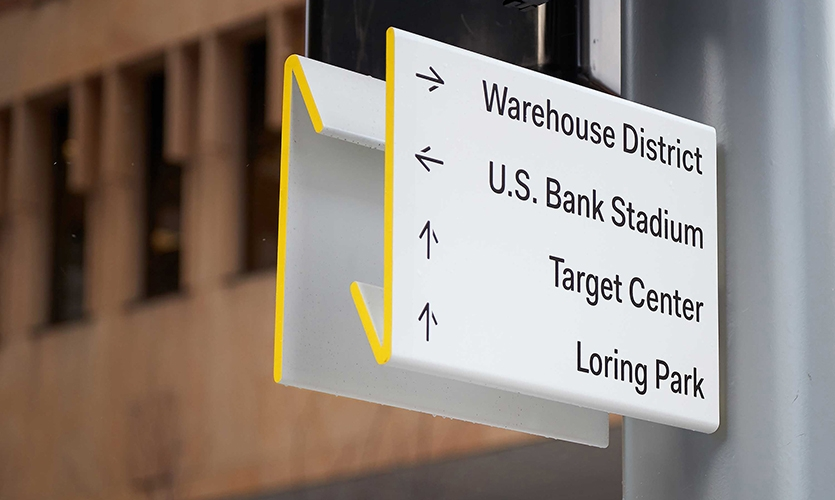 → Warehouse District
← U.S. Bank Stadium
↑ Target Center
↑ Loring Park